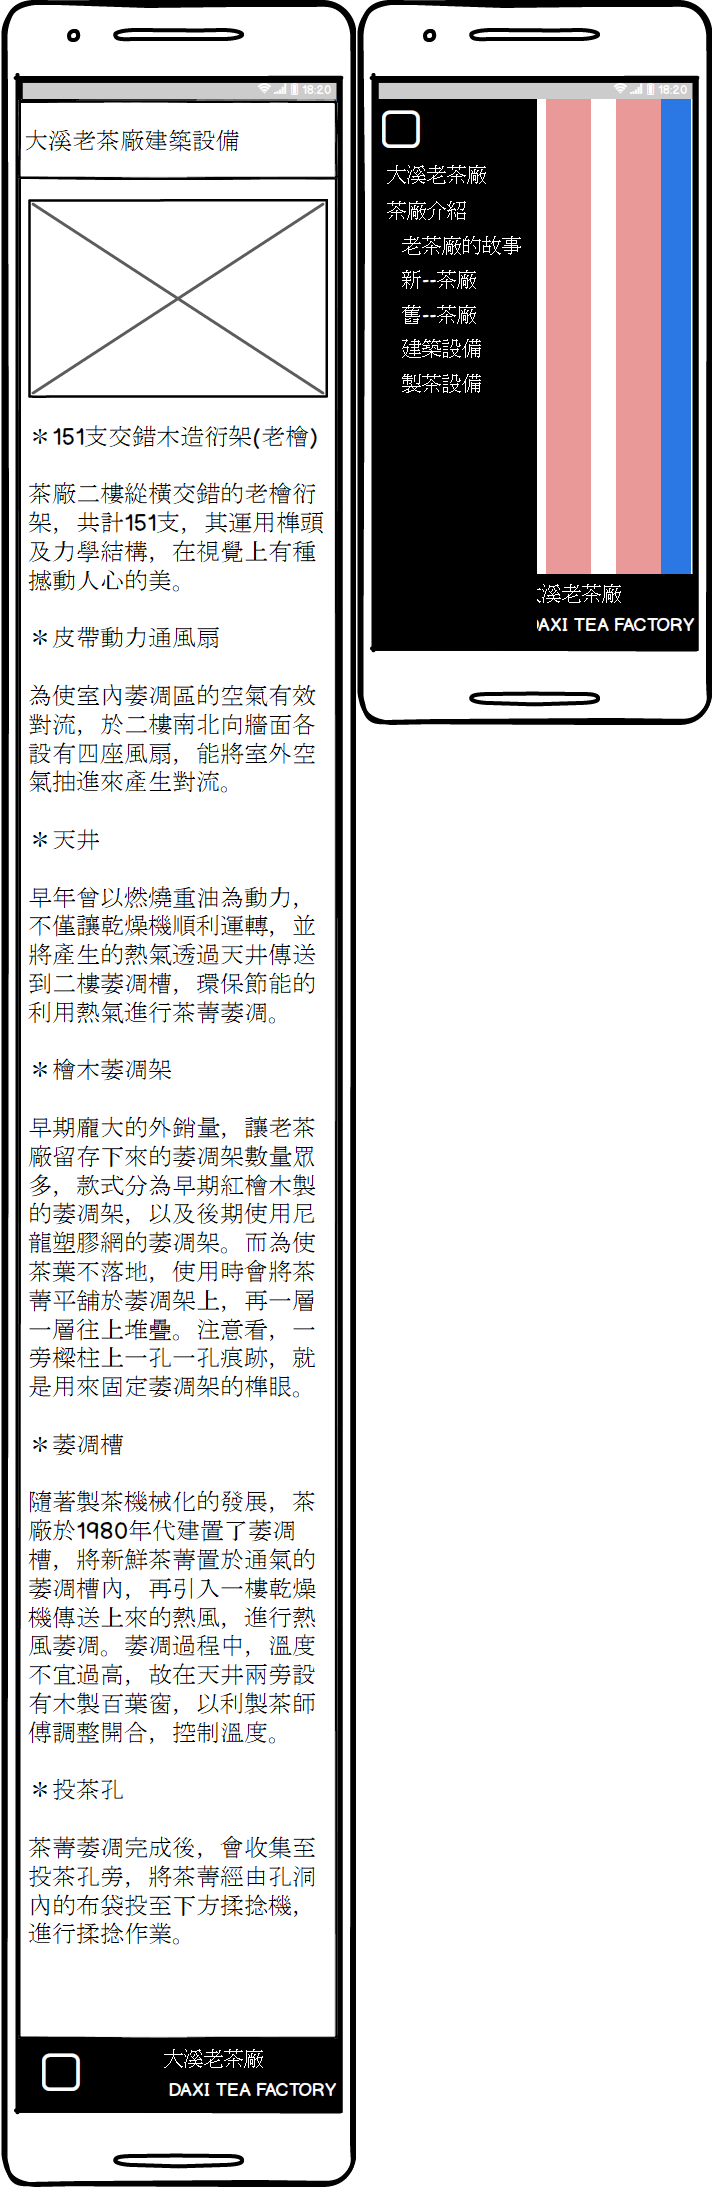 18:20
大溪老茶廠建築設備
＊151支交錯木造衍架(老檜)
茶廠二樓縱橫交錯的老檜衍
架，共計151支，其運用榫頭
及力學結構，在視覺上有種
撼動人心的美。
＊皮帶動力通風扇
為使室內萎凋區的空氣有效
對流，於二樓南北向牆面各
設有四座風扇，能將室外空
氣抽進來產生對流。
＊天井
早年曾以燃燒重油為動力，
不僅讓乾燥機順利運轉，並
將產生的熱氣透過天井傳送
到二樓萎凋槽，環保節能的
利用熱氣進行茶菁萎凋。
＊檜木萎凋架
早期龐大的外銷量，讓老茶
廠留存下來的萎凋架數量眾
多，款式分為早期紅檜木製
的萎凋架，以及後期使用尼
龍塑膠網的萎凋架。而為使
茶葉不落地，使用時會將茶
菁平舖於萎凋架上，再一層
一層往上堆疊。注意看，一
旁樑柱上一孔一孔痕跡，就
是用來固定萎凋架的榫眼。
＊萎凋槽
隨著製茶機械化的發展，茶
廠於1980年代建置了萎凋
槽，將新鮮茶菁置於通氣的
萎凋槽內，再引入一樓乾燥
機傳送上來的熱風，進行熱
風萎凋。萎凋過程中，溫度
不宜過高，故在天井兩旁設
有木製百葉窗，以利製茶師
傅調整開合，控制溫度。
＊投茶孔
茶菁萎凋完成後，會收集至
投茶孔旁，將茶菁經由孔洞
內的布袋投至下方揉捻機，
進行揉捻作業。
大溪老茶廠
DAXI TEA FACTORY
18:20
大溪老茶廠
茶廠介紹
老茶廠的故事
新--茶廠
舊--茶廠
建築設備
製茶設備
大溪老茶廠
DAXI TEA FACTORY